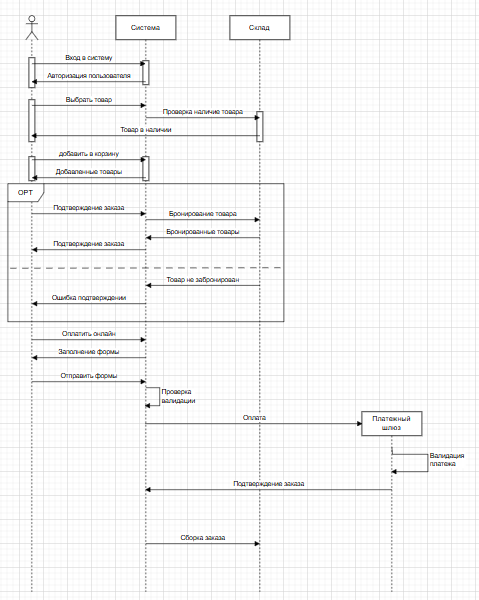 Система
Склад
Вход в систему
Авторизация пользователя
Выбрать товар
Проверка наличие товара
Товар в наличии
добавить в корзину
Добавленные товары
OPT
Подтверждение заказа
Бронирование товара
Бронированные товары
Подтверждение заказа
Товар не забронирован
Ошибка подтверждении
Оплатить онлайн
Заполнение формы
Отправить формы
Проверка
валидации
Оплата
Платежный
шлюз
Валидация
платежа
Подтверждение заказа
Сборка заказа